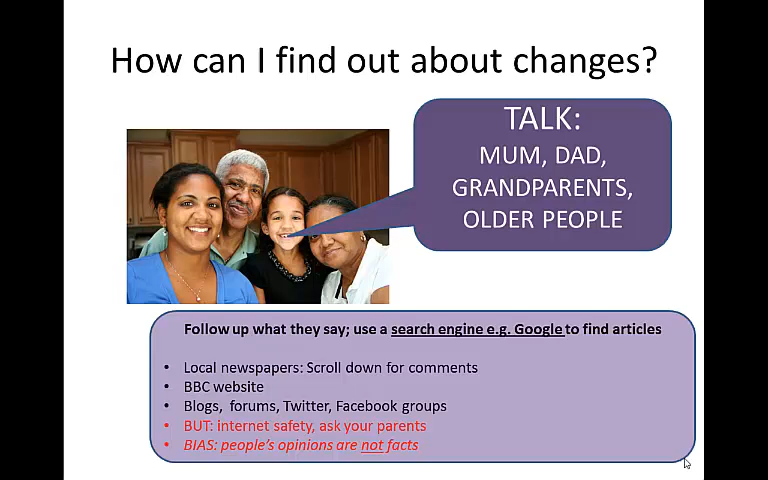 How can I find out about changes?
TALK:
MUM, DAD,
GRANDPARENTS,
OLDER PEOPLE
Follow up what they say; use a search engine e.g. Google to find articles
• Local newspapers: Scroll down for comments
• BBC website
• Blogs, forums, Twitter, Facebook groups
• BUT: internet safety, ask your parents
• BIAS: people's opinions are not facts